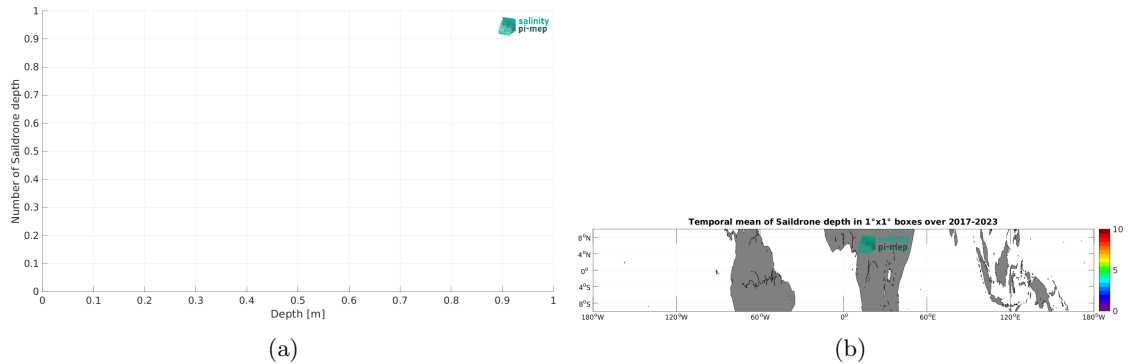 1
0.9
0.8
0.7
0.6
0.5
0.4
0.3
0.2
0.1
0
Number of Saildrone depth
salinity
pi-mep
0 0.1 0.2 0.3 0.4 0.5 0.6 0.7 0.8 0.9 1
Depth [m]
(a)
Temporal mean of Saildrone depth in 1°x1° boxes over 2017-2023
8°N
4°N
0°
4°S
8°S
salinity
pi-mep
180°W 120°W 60°W 0° 60°E 120°E 180°W
10
5
0
(b)